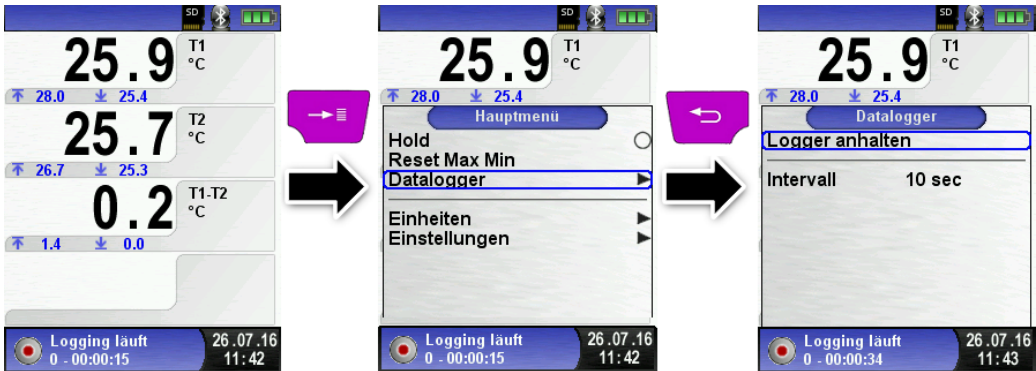 SD
25.9 T1 °C
28.0 25.4
25.7 T2 °C
26.7 25.3
0.2 T1-T2 °C
1.4 0.0
Logging läuft
0 - 00:00:15
26.07.16
11:42
SD
25.9 T1 °C
28.0 25.4
Hauptmenü
Hold
Reset Max Min
Datalogger
Einheiten
Einstellungen
Logging läuft
0 - 00:00:15
26.07.16
11:42
SD
25.9 T1 °C
28.0 25.4
Datalogger
Logger anhalten
Intervall 10 sec
Logging läuft
0 - 00:00:34
26.07.16
11:43